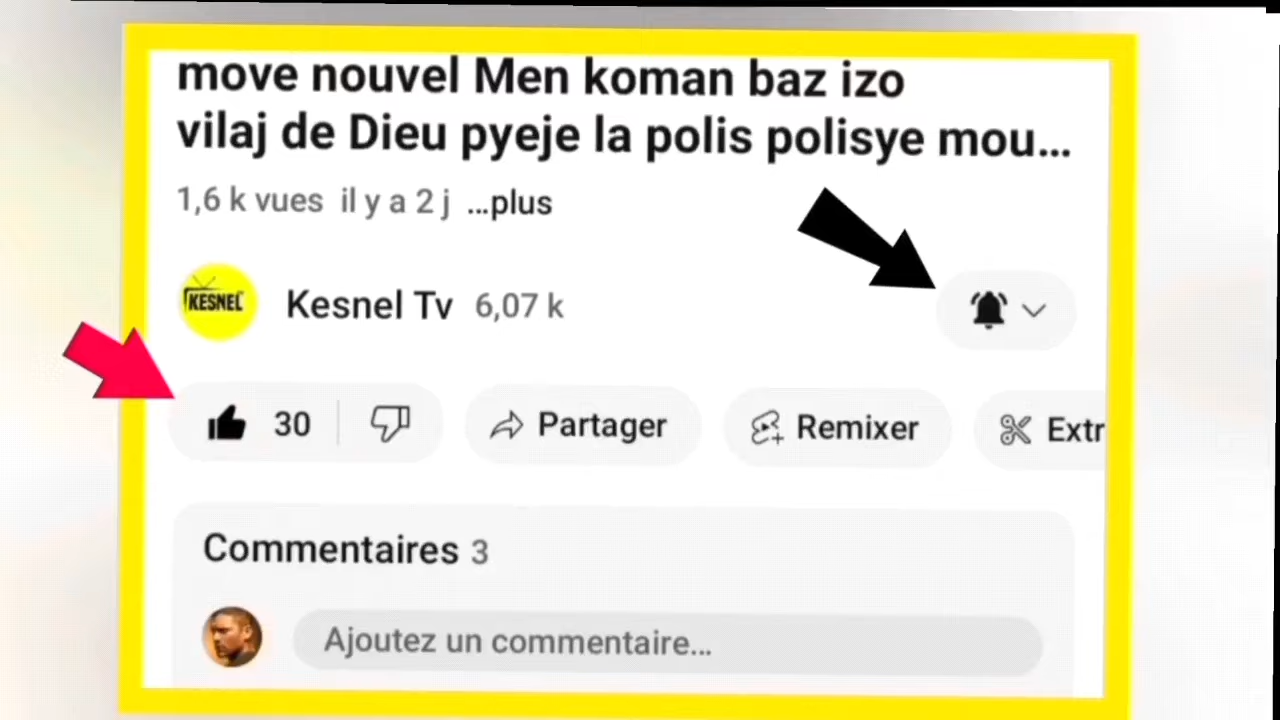 move nouvel Men koman baz izo
vilaj de Dieu pyeje la polis polisye mou...
1,6 k vues il y a 2 j ...plus
KESNEL
Kesnel Tv 6,07 k
30 Partager Remixer Extr
Commentaires 3
Ajoutez un commentaire...